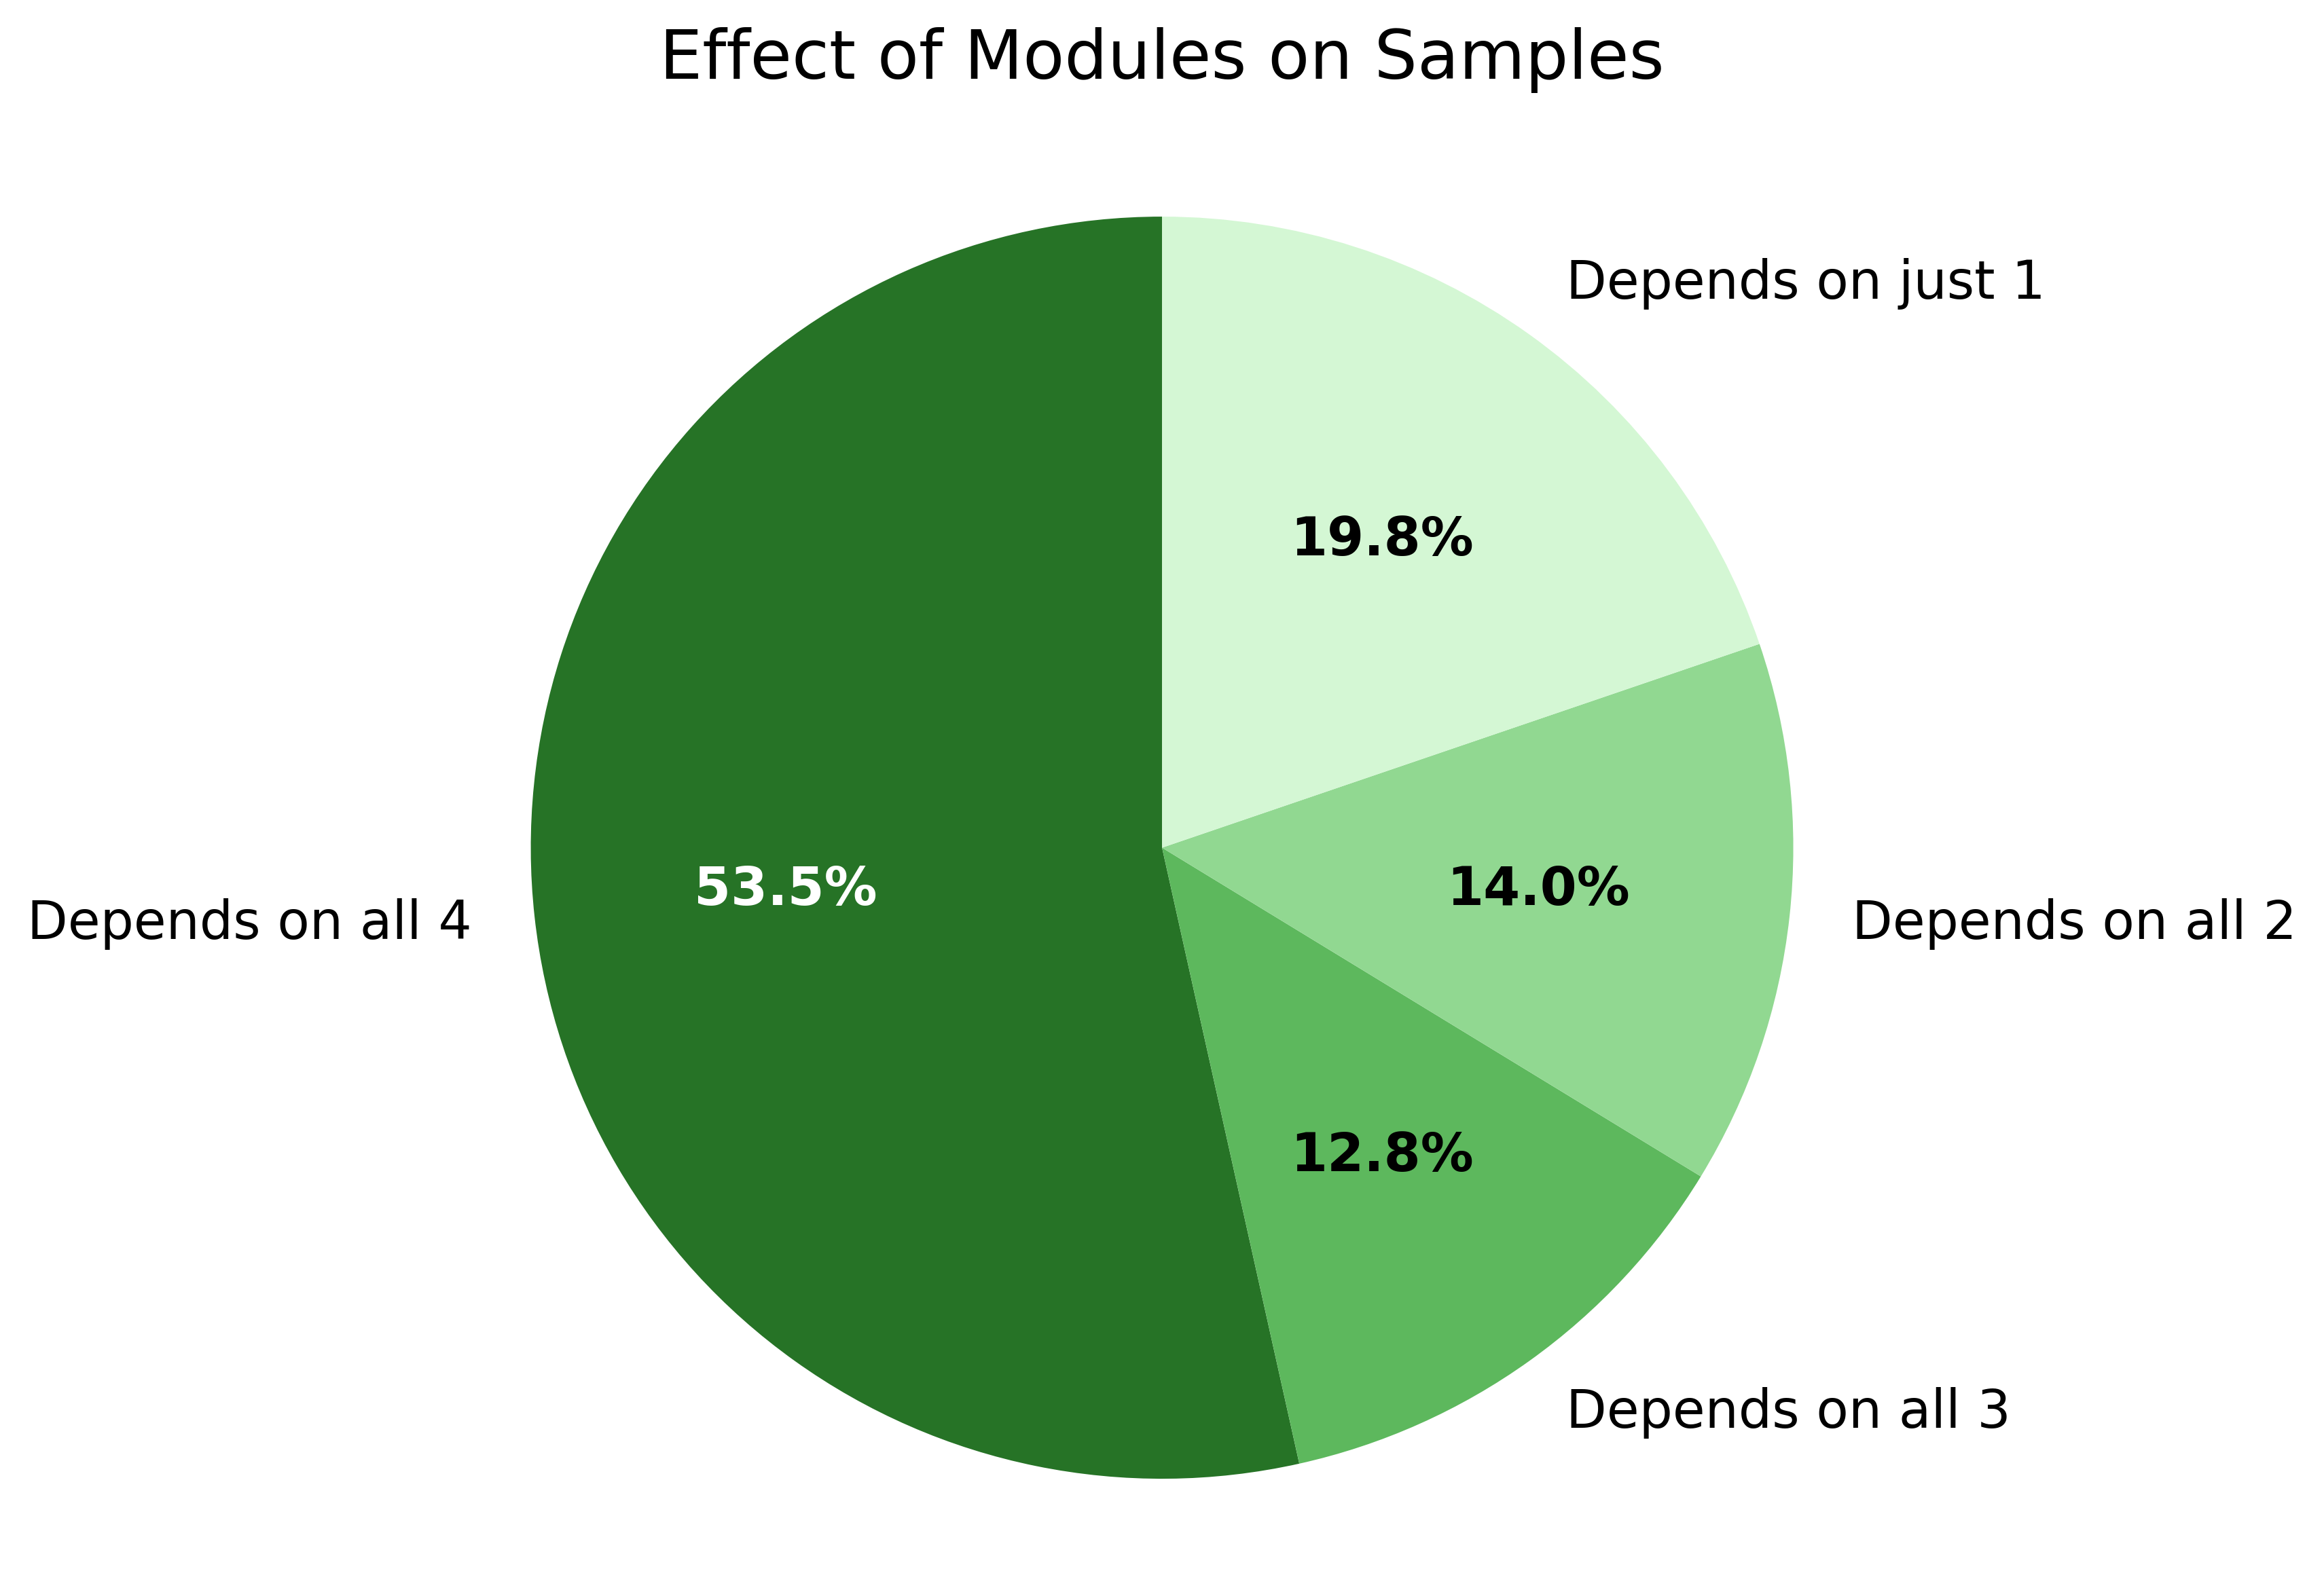 Effect of Modules on Samples
Depends on just 1
19.8%
53.5%
14.0%
Depends on all 4
Depends on all 2
12.8%
Depends on all 3